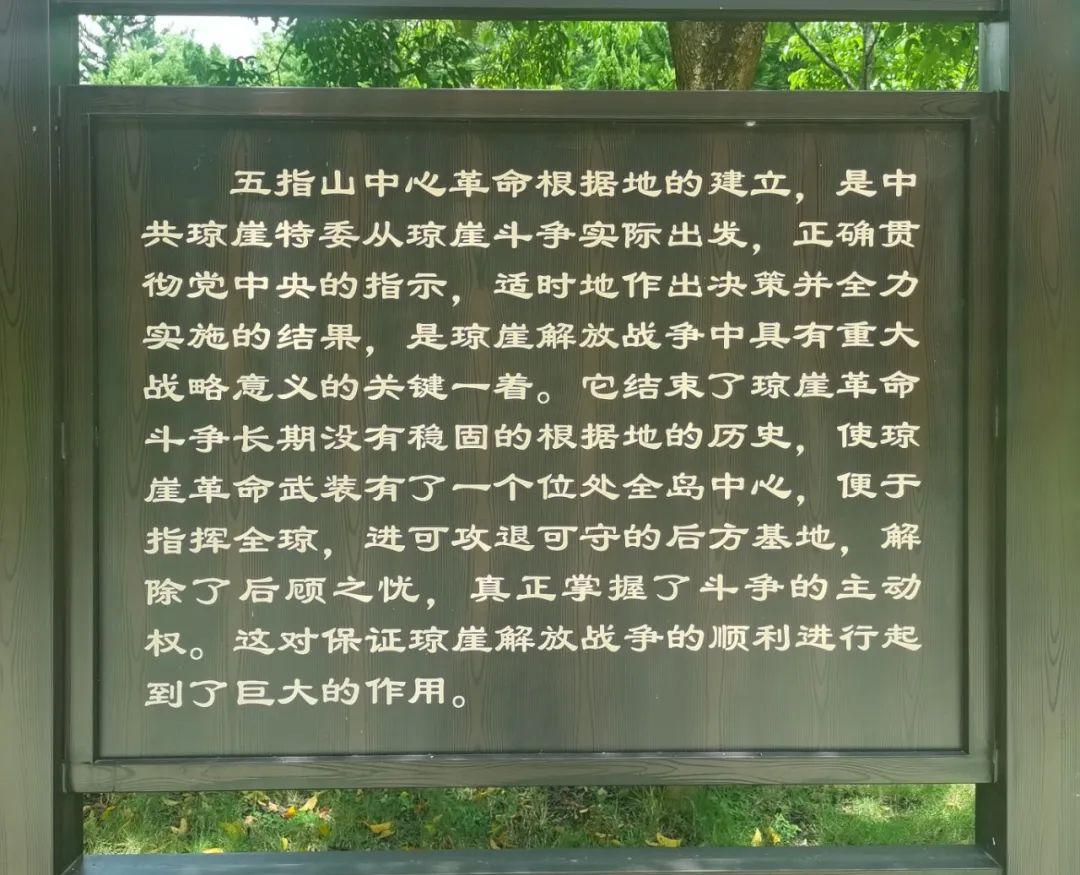 五指山中心革命根据地的建立，是中
共琼崖特委从琼崖斗争实际出发，正确贯
彻党中央的指示，适时地作出决策并全力
实施的结果，是琼崖解放战争中具有重大
战略意义的关键一着。它结束了琼崖革命
斗争长期没有稳固的根据地的历史，使琼
崖革命武装有了一个位处全岛中心，便于
指挥全琼，进可攻退可守的后方基地，解
除了后顾之忧，真正掌握了斗争的主动
权。这对保证琼崖解放战争的顺利进行起
到了巨大的作用。